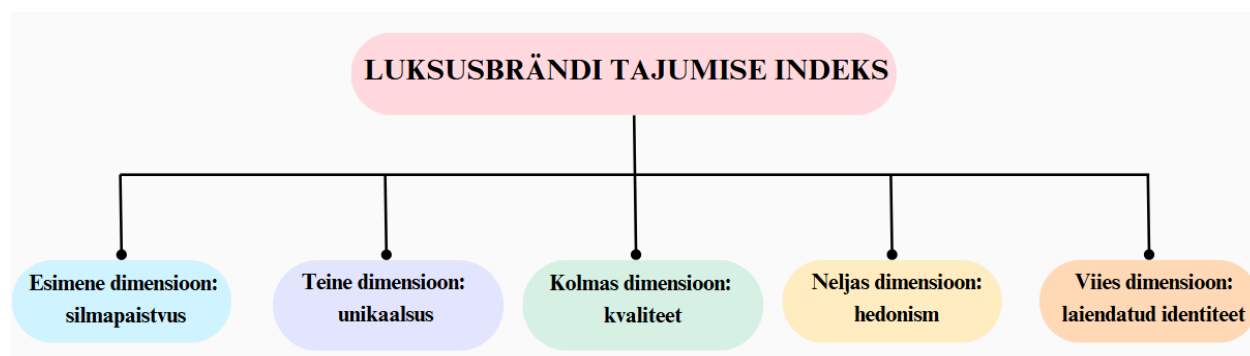 LUKSUSBRÄNDI TAJUMISE INDEKS
Esimene dimensioon:
silmapaistvus
Teine dimensioon:
unikaalsus
Kolmas dimensioon:
kvaliteet
Neljas dimensioon:
hedonism
Viies dimensioon:
laiendatud identiteet